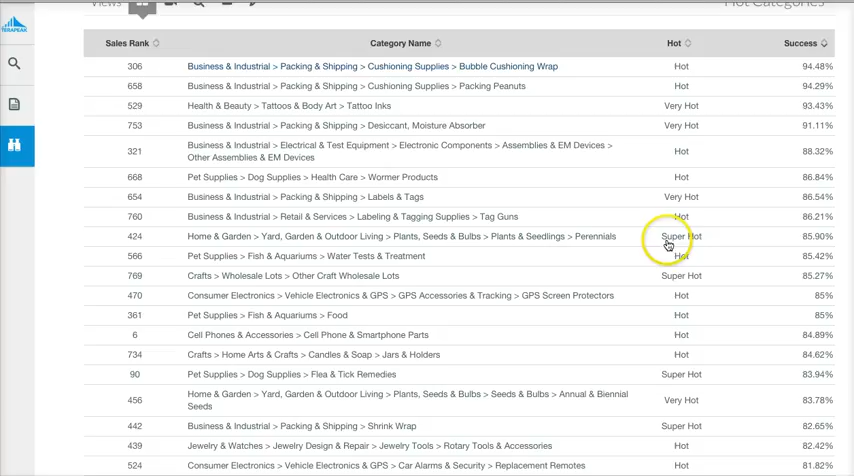 Views
Hot Categories
TERAPEAK
Sales Rank Category Name Hot Success
306 Business & Industrial > Packing & Shipping > Cushioning Supplies > Bubble Cushioning Wrap Hot 94.48%
658 Business & Industrial > Packing & Shipping > Cushioning Supplies > Packing Peanuts Hot 94.29%
529 Health & Beauty > Tattoos & Body Art > Tattoo Inks Very Hot 93.43%
753 Business & Industrial > Packing & Shipping > Desiccant, Moisture Absorber Very Hot 91.11%
321 Business & Industrial > Electrical & Test Equipment > Electronic Components > Assemblies & EM Devices > Hot 88.32%
Other Assemblies & EM Devices
668 Pet Supplies > Dog Supplies > Health Care > Wormer Products Hot 86.84%
654 Business & Industrial > Packing & Shipping > Labels & Tags Very Hot 86.54%
760 Business & Industrial > Retail & Services > Labeling & Tagging Supplies > Tag Guns Hot 86.21%
424 Home & Garden > Yard, Garden & Outdoor Living > Plants, Seeds & Bulbs > Plants & Seedlings > Perennials Super Hot 85.90%
566 Pet Supplies > Fish & Aquariums > Water Tests & Treatment Hot 85.42%
769 Crafts > Wholesale Lots > Other Craft Wholesale Lots Super Hot 85.27%
470 Consumer Electronics > Vehicle Electronics & GPS > GPS Accessories & Tracking > GPS Screen Protectors Hot 85%
361 Pet Supplies > Fish & Aquariums > Food Hot 85%
6 Cell Phones & Accessories > Cell Phone & Smartphone Parts Hot 84.89%
734 Crafts > Home Arts & Crafts > Candles & Soap > Jars & Holders Hot 84.62%
90 Pet Supplies > Dog Supplies > Flea & Tick Remedies Super Hot 83.94%
456 Home & Garden > Yard, Garden & Outdoor Living > Plants, Seeds & Bulbs > Seeds & Bulbs > Annual & Biennial Very Hot 83.78%
Seeds
442 Business & Industrial > Packing & Shipping > Shrink Wrap Super Hot 82.65%
439 Jewelry & Watches > Jewelry Design & Repair > Jewelry Tools > Rotary Tools & Accessories Hot 82.42%
524 Consumer Electronics > Vehicle Electronics & GPS > Car Alarms & Security > Replacement Remotes Hot 81.82%